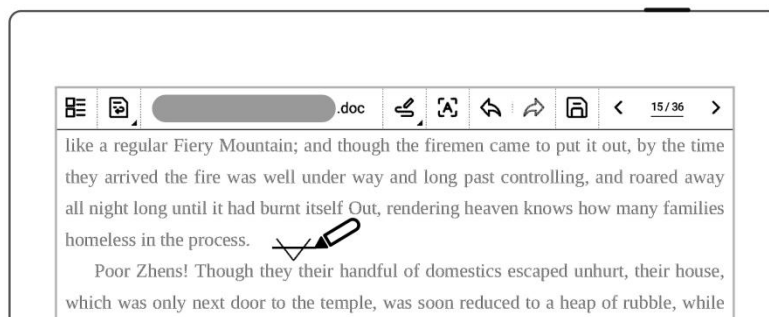 .doc
15 / 36
like a regular Fiery Mountain; and though the firemen came to put it out, by the time
they arrived the fire was well under way and long past controlling, and roared away
all night long until it had burnt itself Out, rendering heaven knows how many families
homeless in the process.
Poor Zhens! Though they their handful of domestics escaped unhurt, their house,
which was only next door to the temple, was soon reduced to a heap of rubble, while